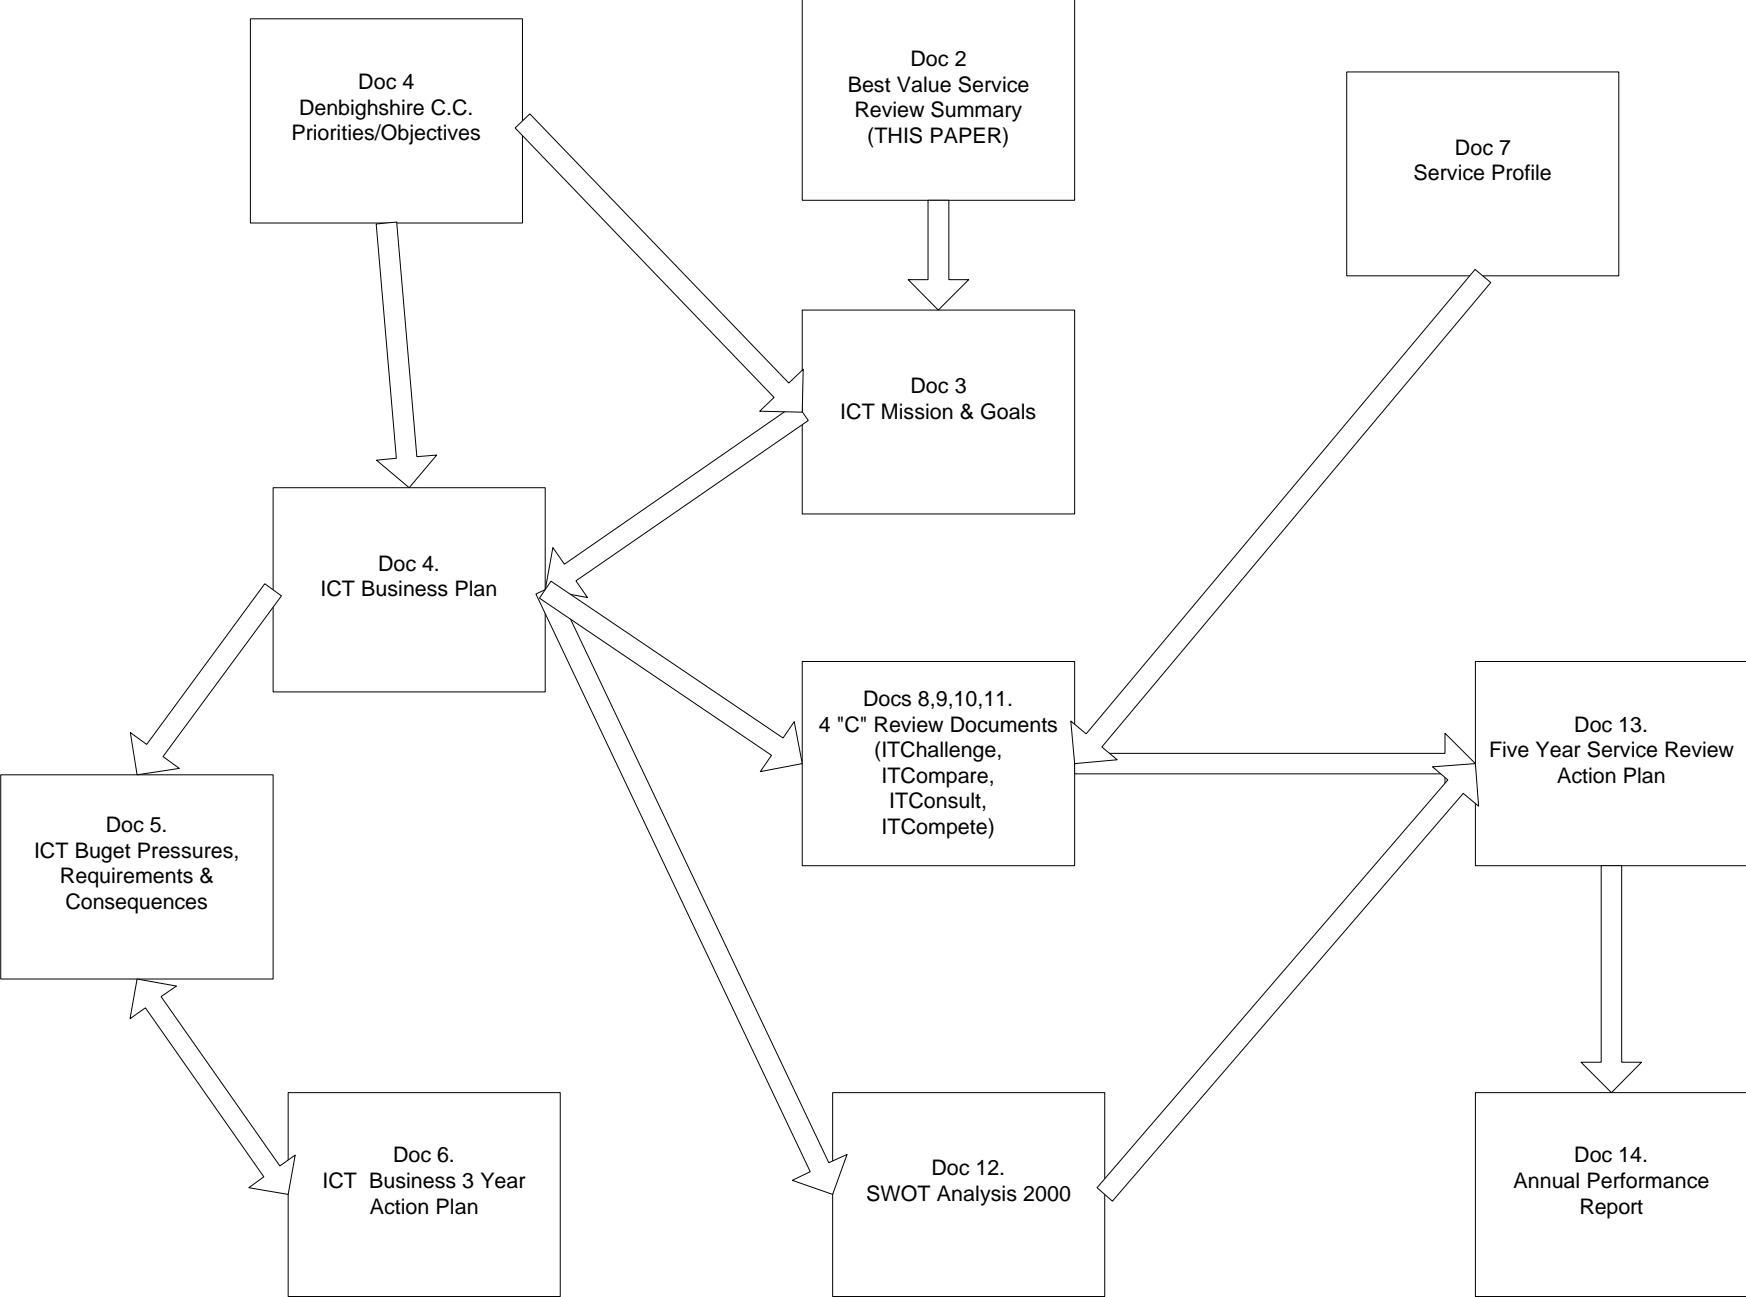 Doc 4
Denbighshire C.C.
Priorities/Objectives
Doc 2
Best Value Service
Review Summary
(THIS PAPER)
Doc 7
Service Profile
Doc 3
ICT Mission & Goals
Doc 4.
ICT Business Plan
Docs 8,9,10,11.
4 "C" Review Documents
(ITChallenge,
ITCompare,
ITConsult,
ITCompete)
Doc 13.
Five Year Service Review
Action Plan
Doc 5.
ICT Buget Pressures,
Requirements &
Consequences
Doc 6.
ICT  Business 3 Year
Action Plan
Doc 12.
SWOT Analysis 2000
Doc 14.
Annual Performance
Report